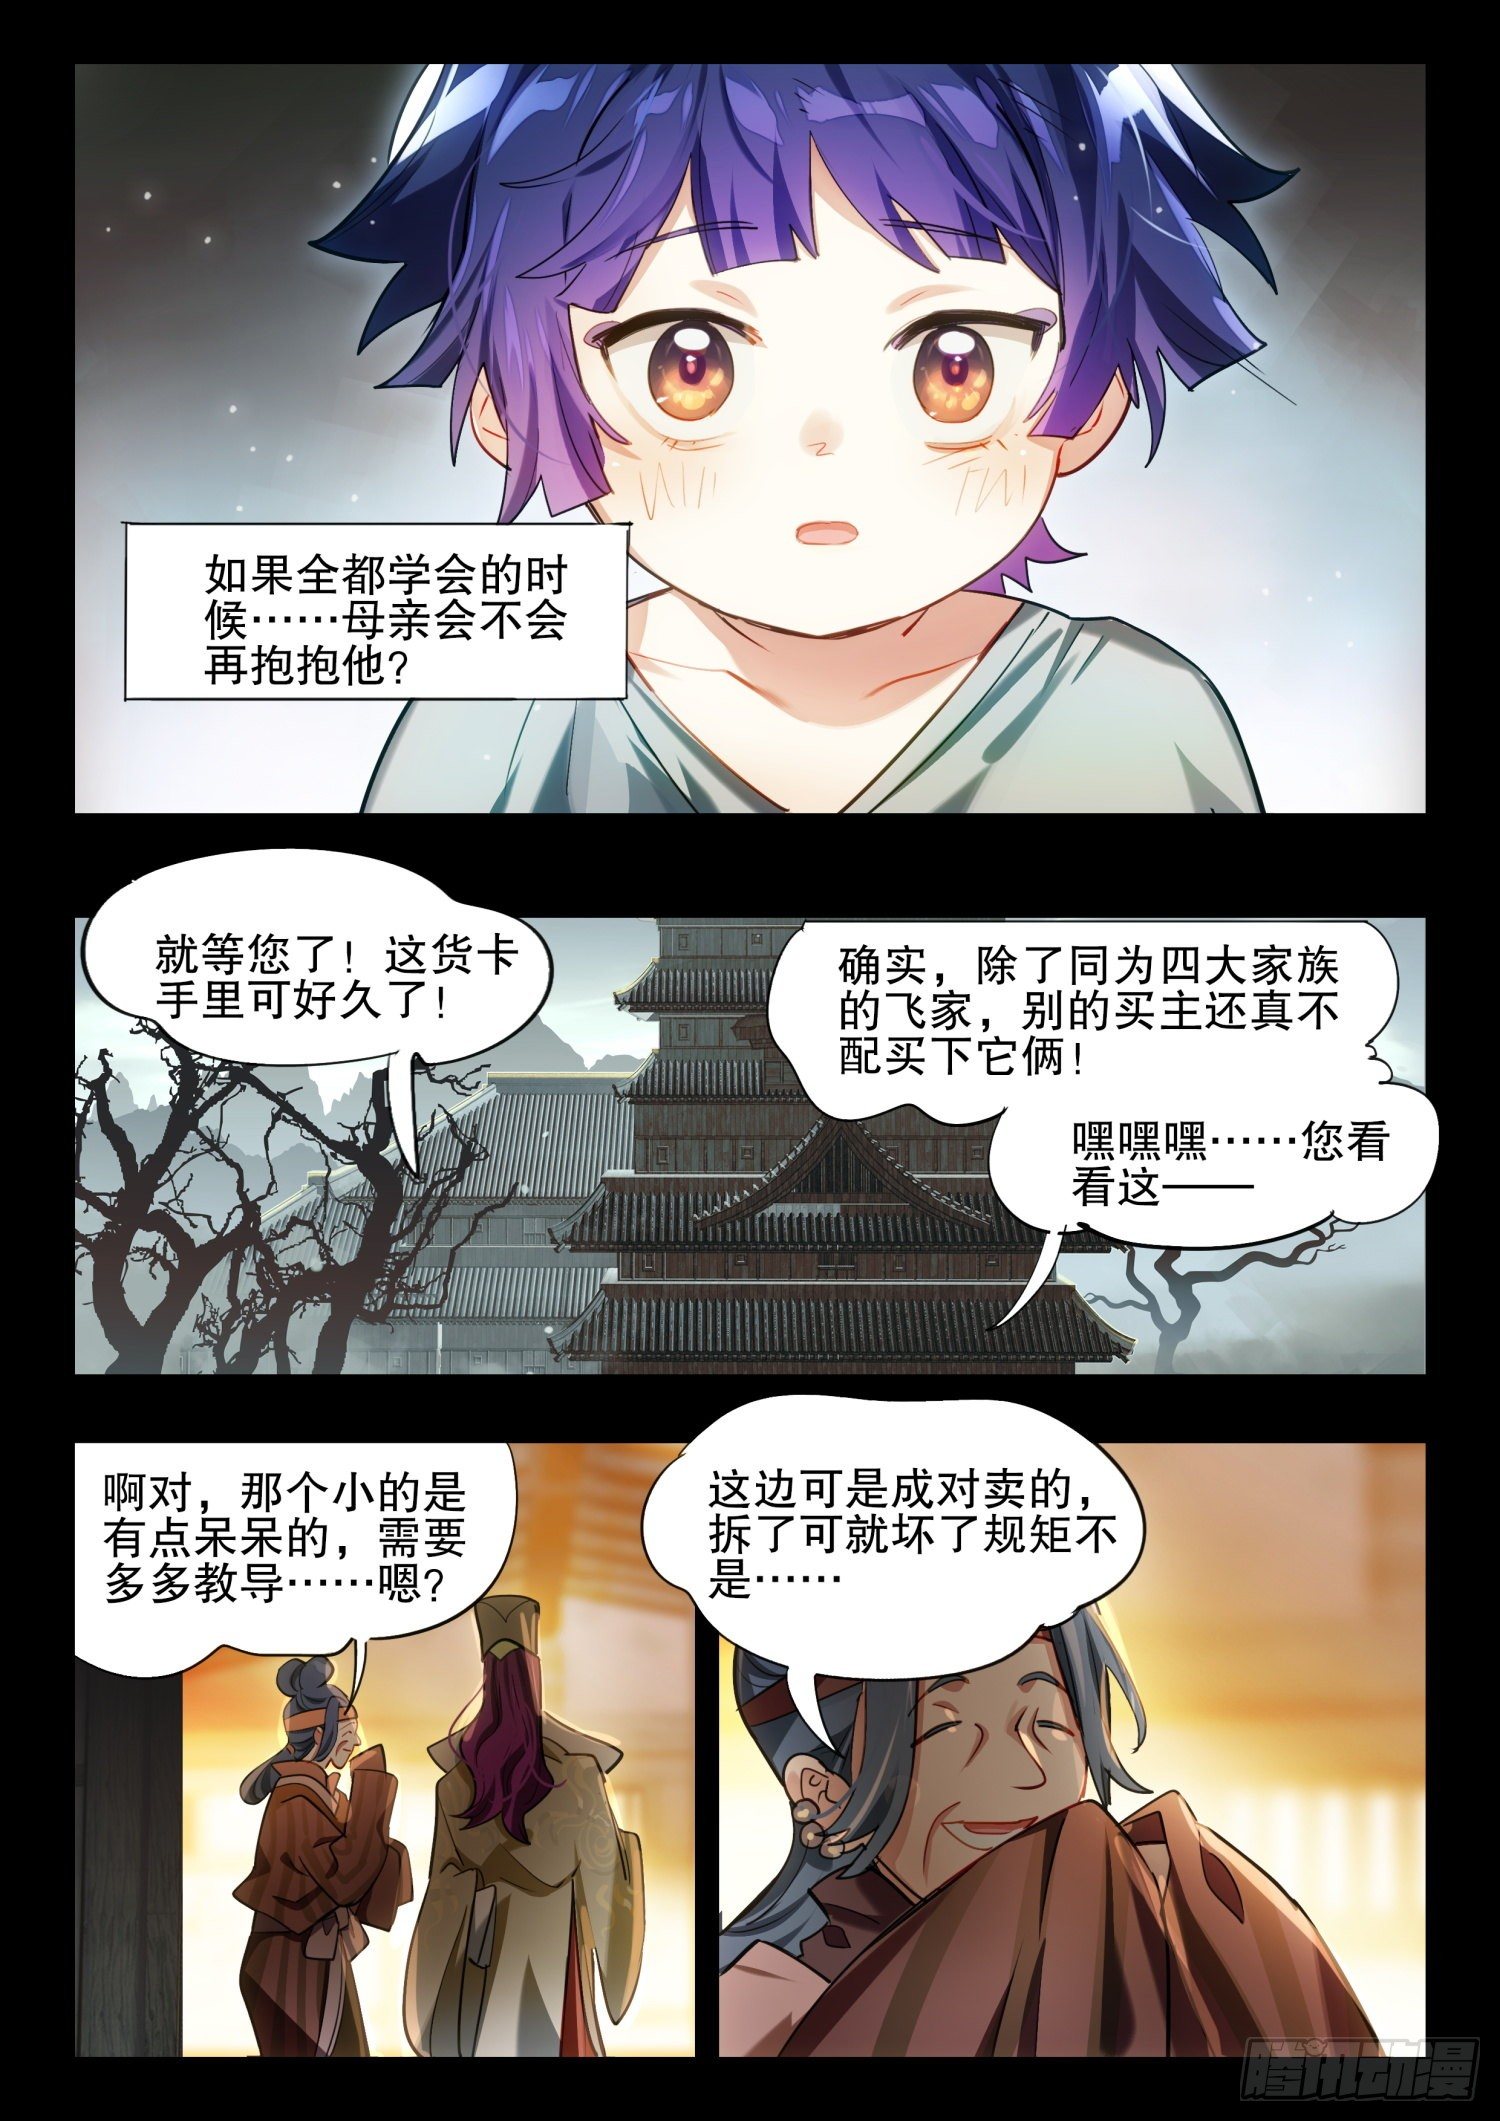 如果全都学会的时
候……母亲会不会
再抱抱他？
就等您了！这货卡
手里可好久了！
确实，除了同为四大家族
的飞家，别的买主还真不
配买下它俩！
嘿嘿嘿……您看
看这——
啊对，那个小的是
有点呆呆的，需要
多多教导……嗯？
这边可是成对卖的，
拆了可就坏了规矩不
是……
腾讯动漫